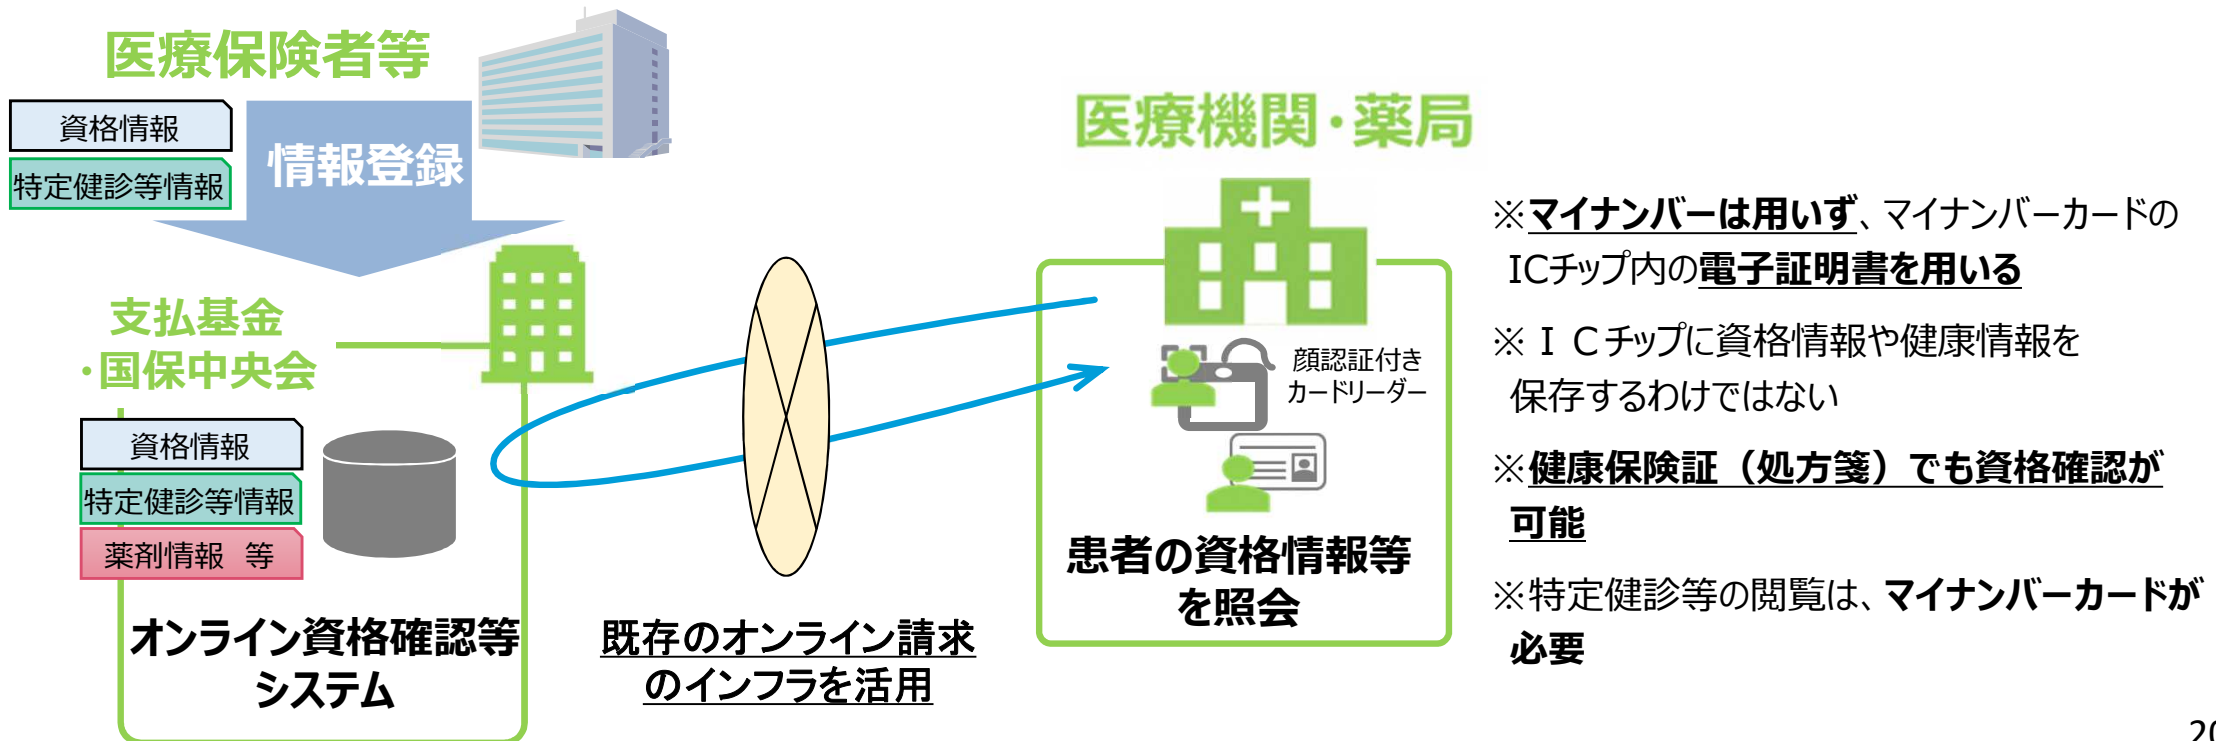 医療保険者等
資格情報
特定健診等情報
情報登録
支払基金
・国保中央会
資格情報
特定健診等情報
薬剤情報 等
オンライン資格確認等
システム
既存のオンライン請求
のインフラを活用
医療機関・薬局
顔認証付き
カードリーダー
患者の資格情報等
を照会
※マイナンバーは用いず、マイナンバーカードの
ICチップ内の電子証明書を用いる
※ＩＣチップに資格情報や健康情報を
保存するわけではない
※健康保険証（処方箋）でも資格確認が
可能
※特定健診等の閲覧は、マイナンバーカードが
必要